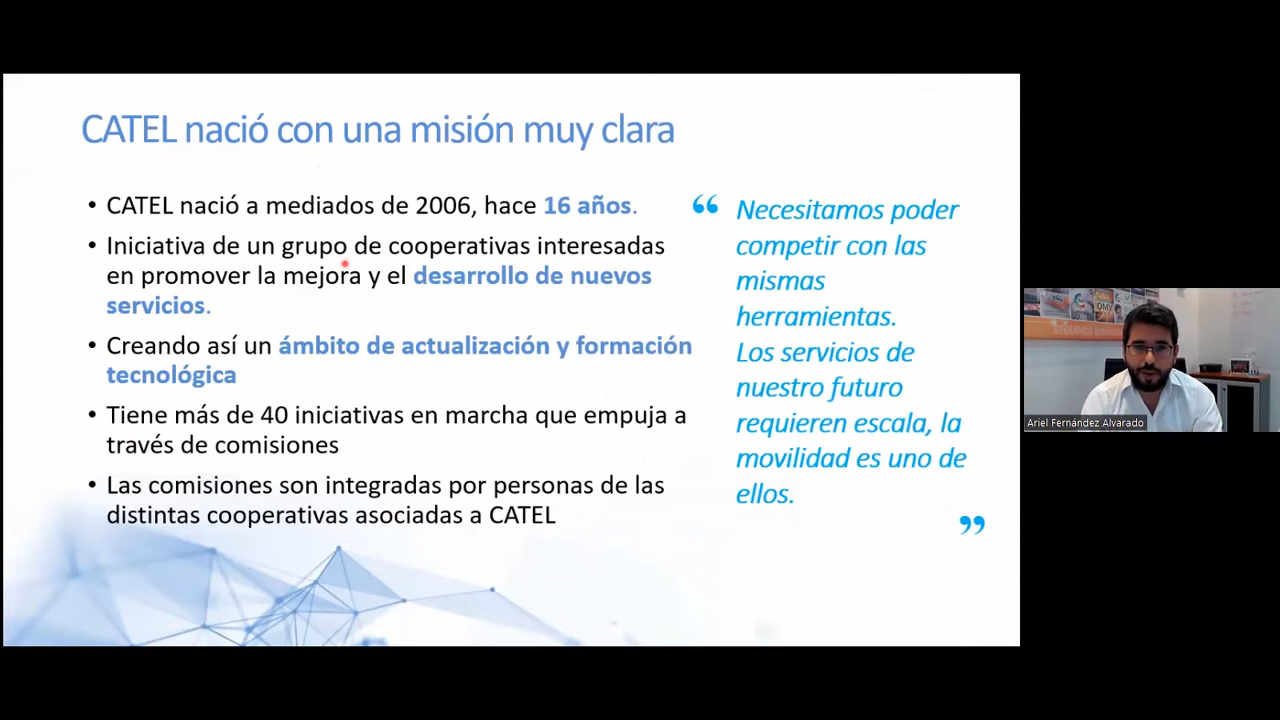 CATEL nació con una misión muy clara
• CATEL nació a mediados de 2006, hace 16 años.
• Iniciativa de un grupo de cooperativas interesadas
en promover la mejora y el desarrollo de nuevos
servicios.
• Creando así un ámbito de actualización y formación
tecnológica
• Tiene más de 40 iniciativas en marcha que empuja a
través de comisiones
• Las comisiones son integradas por personas de las
distintas cooperativas asociadas a CATEL
“ Necesitamos poder
competir con las
mismas
herramientas.
Los servicios de
nuestro futuro
requieren escala, la
movilidad es uno de
ellos.
”
OMV
Ariel Fernández Alvarado